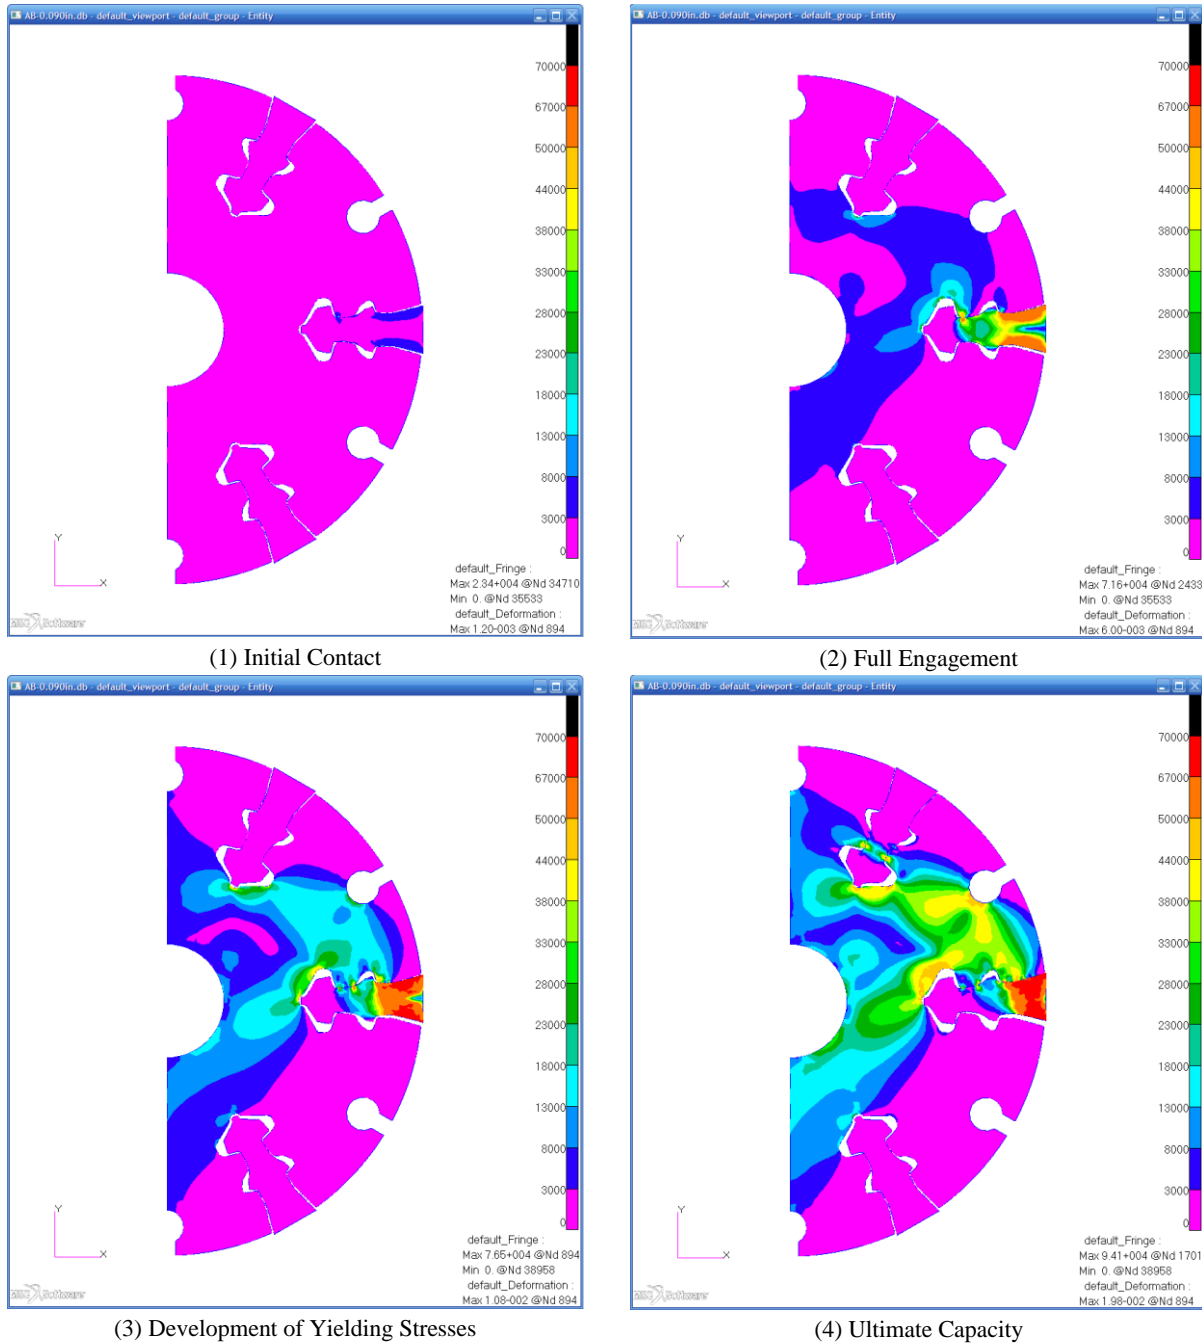 AB-0.090in.db - default_viewport - default_group - Entity
70000
67000
50000
44000
38000
33000
28000
23000
18000
13000
8000
3000
0
Y
X
default_Fringe :
Max 2.34+004 @Nd 34710
Min 0. @Nd 35533
default_Deformation :
Max 1.20-003 @Nd 894
(1) Initial Contact
AB-0.090in.db - default_viewport - default_group - Entity
70000
67000
50000
44000
38000
33000
28000
23000
18000
13000
8000
3000
0
Y
X
default_Fringe :
Max 7.16+004 @Nd 2433
Min 0. @Nd 35533
default_Deformation :
Max 6.00-003 @Nd 894
(2) Full Engagement
AB-0.090in.db - default_viewport - default_group - Entity
70000
67000
50000
44000
38000
33000
28000
23000
18000
13000
8000
3000
0
Y
X
default_Fringe :
Max 7.65+004 @Nd 894
Min 0. @Nd 38958
default_Deformation :
Max 1.08-002 @Nd 894
(3) Development of Yielding Stresses
AB-0.090in.db - default_viewport - default_group - Entity
70000
67000
50000
44000
38000
33000
28000
23000
18000
13000
8000
3000
0
Y
X
default_Fringe :
Max 9.41+004 @Nd 1701
Min 0. @Nd 38958
default_Deformation :
Max 1.98-002 @Nd 894
(4) Ultimate Capacity